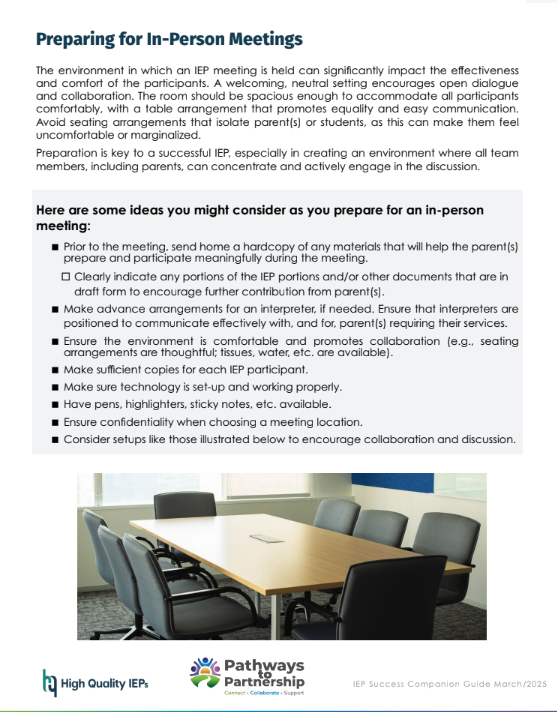 Preparing for In-Person Meetings
The environment in which an IEP meeting is held can significantly impact the effectiveness
and comfort of the participants. A welcoming, neutral setting encourages open dialogue
and collaboration. The room should be spacious enough to accommodate all participants
comfortably, with a table arrangement that promotes equality and easy communication.
Avoid seating arrangements that isolate parent(s) or students, as this can make them feel
uncomfortable or marginalized.
Preparation is key to a successful IEP, especially in creating an environment where all team
members, including parents, can concentrate and actively engage in the discussion.
Here are some ideas you might consider as you prepare for an in-person
meeting:
■ Prior to the meeting, send home a hardcopy of any materials that will help the parent(s)
prepare and participate meaningfully during the meeting.
☐ Clearly indicate any portions of the IEP portions and/or other documents that are in
draft form to encourage further contribution from parent(s).
■ Make advance arrangements for an interpreter, if needed. Ensure that interpreters are
positioned to communicate effectively with, and for, parent(s) requiring their services.
■ Ensure the environment is comfortable and promotes collaboration (e.g., seating
arrangements are thoughtful; tissues, water, etc. are available).
■ Make sufficient copies for each IEP participant.
■ Make sure technology is set-up and working properly.
■ Have pens, highlighters, sticky notes, etc. available.
■ Ensure confidentiality when choosing a meeting location.
■ Consider setups like those illustrated below to encourage collaboration and discussion.
High Quality IEPs
Pathways
to
Partnership
Connect • Collaborate • Support
IEP Success Companion Guide March/2025